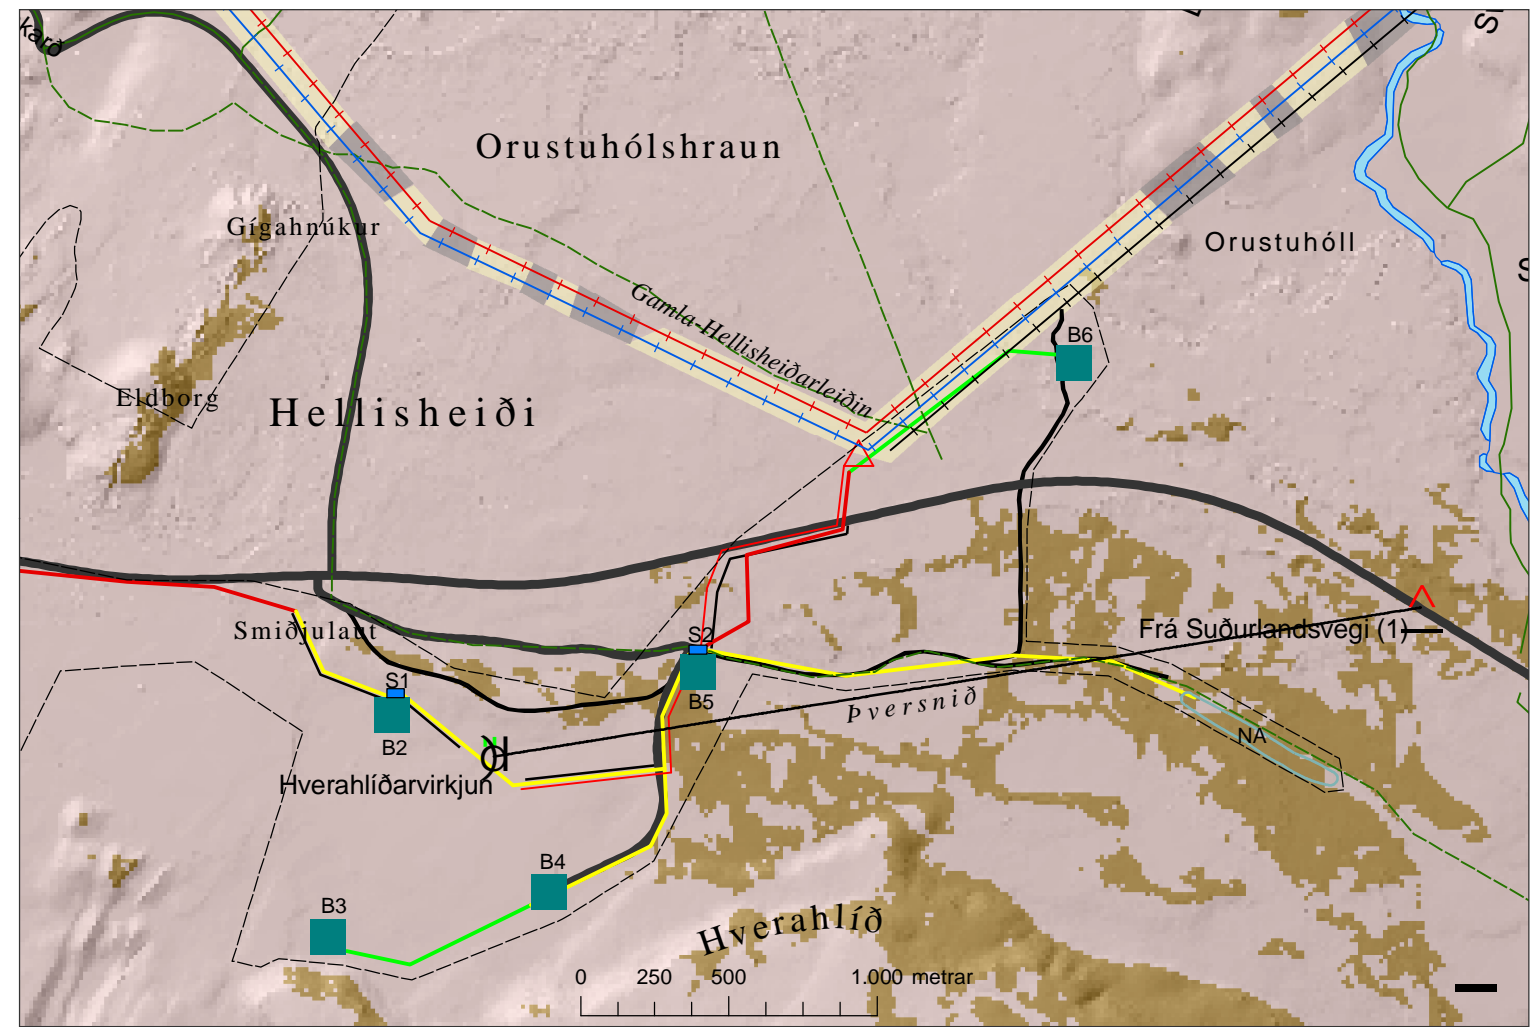 karð
Orustuhólshraun
Gígahnúkur
Orustuhóll
S
Gamla-Hellisheiðarleiðin
B6
Eldborg
Hellisheiði
Smiðjulaut
S2
Frá Suðurlandsvegi (1)
S1
B5
Þversnið
B2
NA
Hverahlíðarvirkjun
B4
B3
Hverahlíð
0 250 500 1.000 metrar